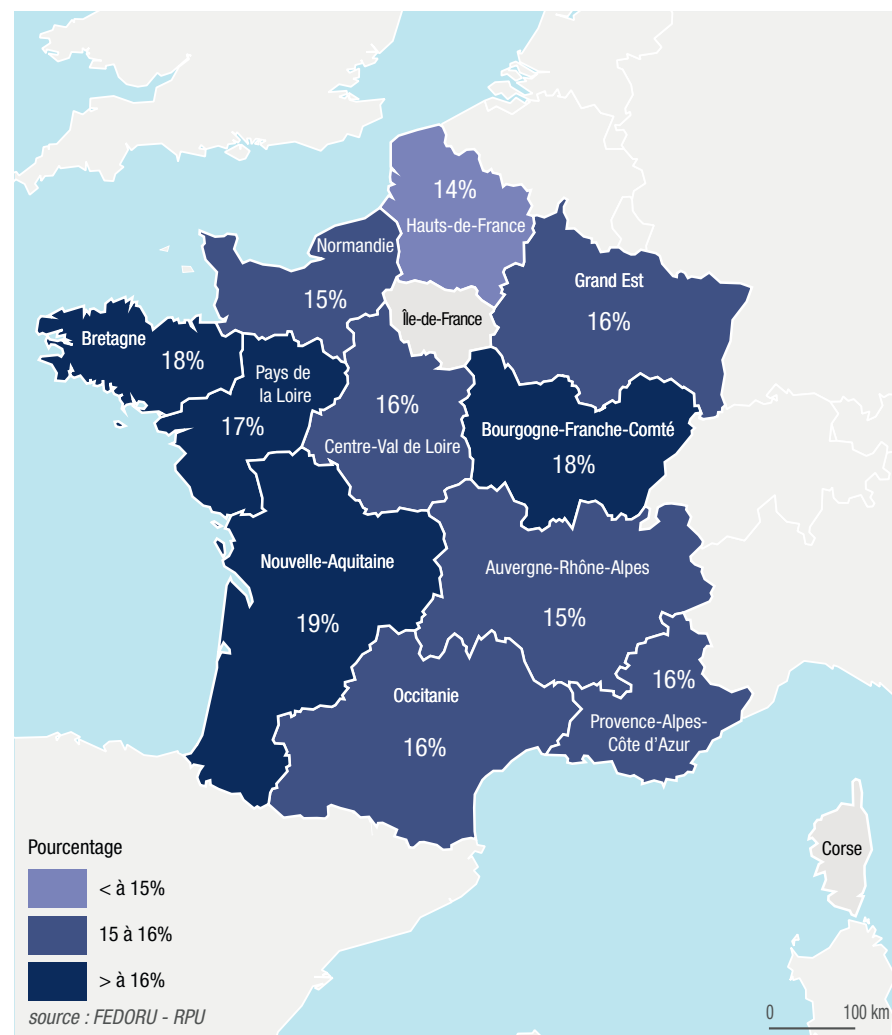 14%
Hauts-de-France
Normandie
15%
Île-de-France
Grand Est
16%
Bretagne
18%
Pays de
la Loire
17%
16%
Centre-Val de Loire
Bourgogne-Franche-Comté
18%
Nouvelle-Aquitaine
19%
Auvergne-Rhône-Alpes
15%
Occitanie
16%
16%
Provence-Alpes-
Côte d'Azur
Corse
Pourcentage
< à 15%
15 à 16%
> à 16%
source : FEDORU - RPU
0 100 km